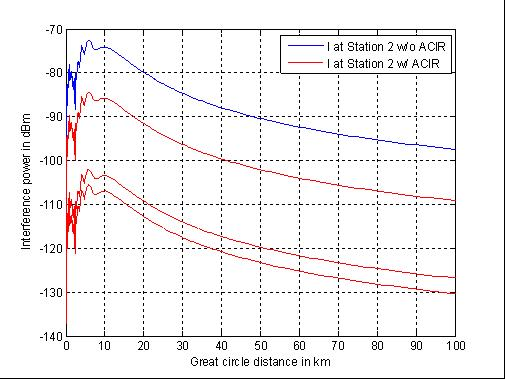 -70
-80
-90
-100
-110
-120
-130
-140
Interference power in dBm
I at Station 2 w/o ACIR
I at Station 2 w/ ACIR
0 10 20 30 40 50 60 70 80 90 100
Great circle distance in km